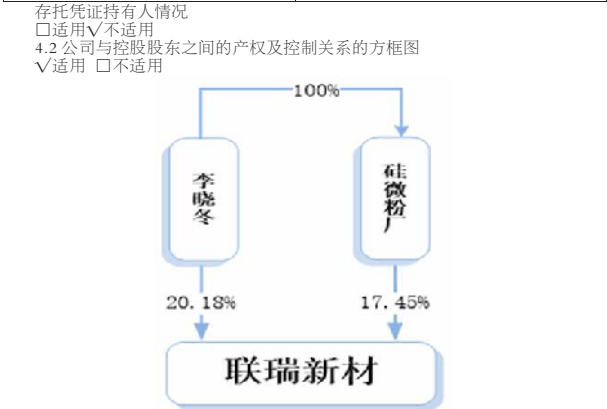 存托凭证持有人情况
□适用√不适用
4.2 公司与控股股东之间的产权及控制关系的方框图
√适用 □不适用
100%
李晓冬
硅微粉厂
20.18%
17.45%
联瑞新材